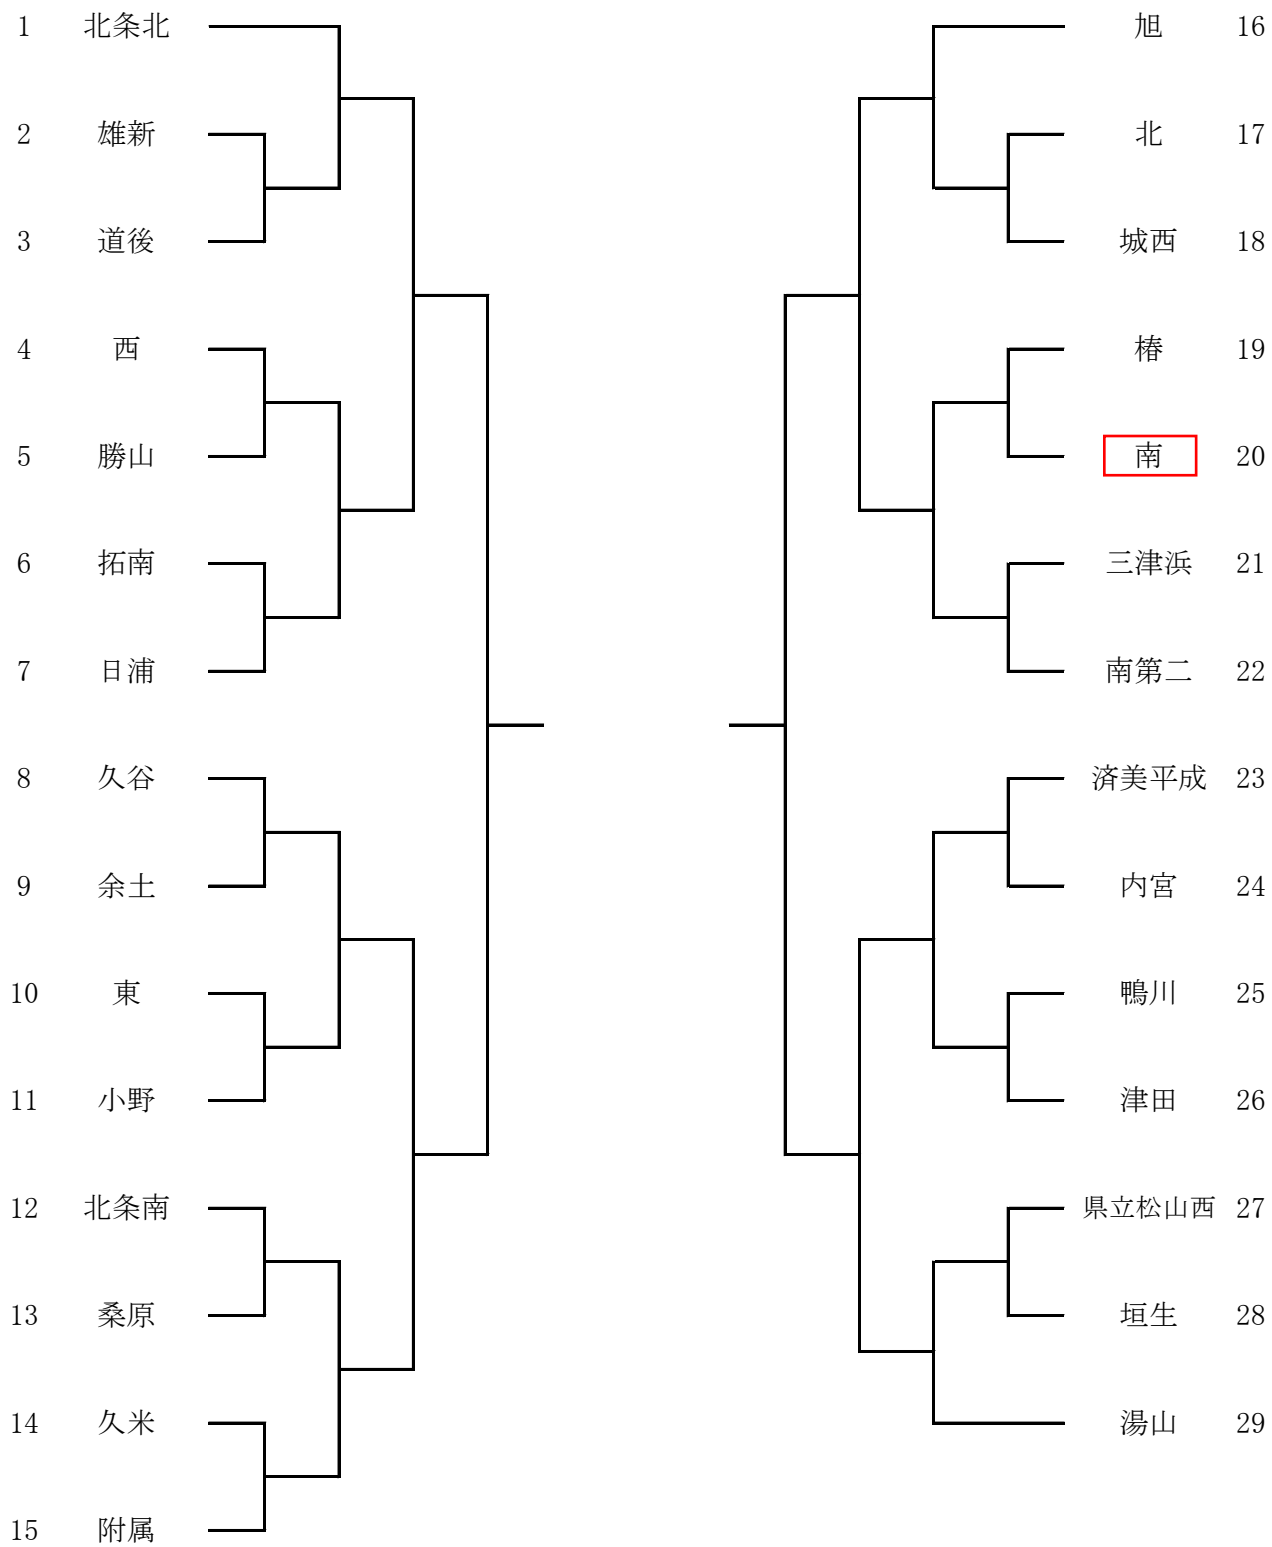 1 北条北
2 雄新
3 道後
4 西
5 勝山
6 拓南
7 日浦
8 久谷
9 余土
10 東
11 小野
12 北条南
13 桑原
14 久米
15 附属
旭 16
北 17
城西 18
椿 19
南 20
三津浜 21
南第二 22
済美平成 23
内宮 24
鴨川 25
津田 26
県立松山西 27
垣生 28
湯山 29